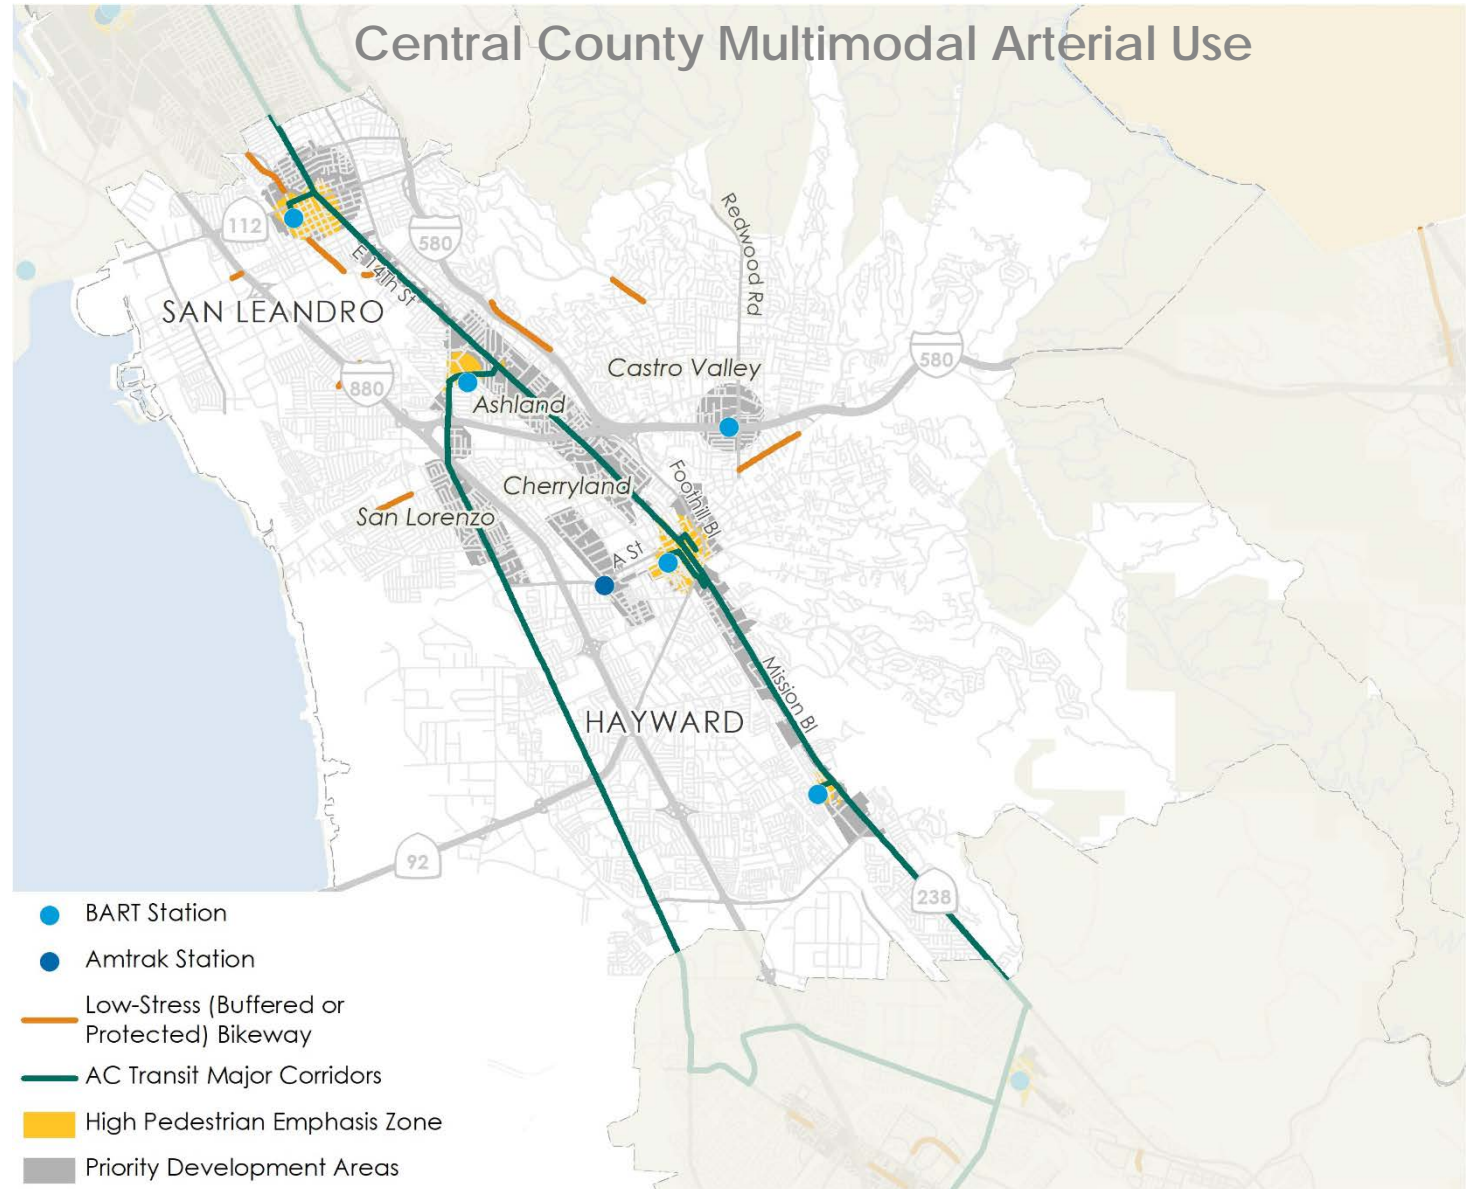 Central County Multimodal Arterial Use
112
580
E 14Th St
Redwood Rd
SAN LEANDRO
580
Castro Valley
880
Ashland
Foothill Bl
Cherryland
San Lorenzo
A St
Mission Bl
HAYWARD
92
238
BART Station
Amtrak Station
Low-Stress (Buffered or
Protected) Bikeway
AC Transit Major Corridors
High Pedestrian Emphasis Zone
Priority Development Areas